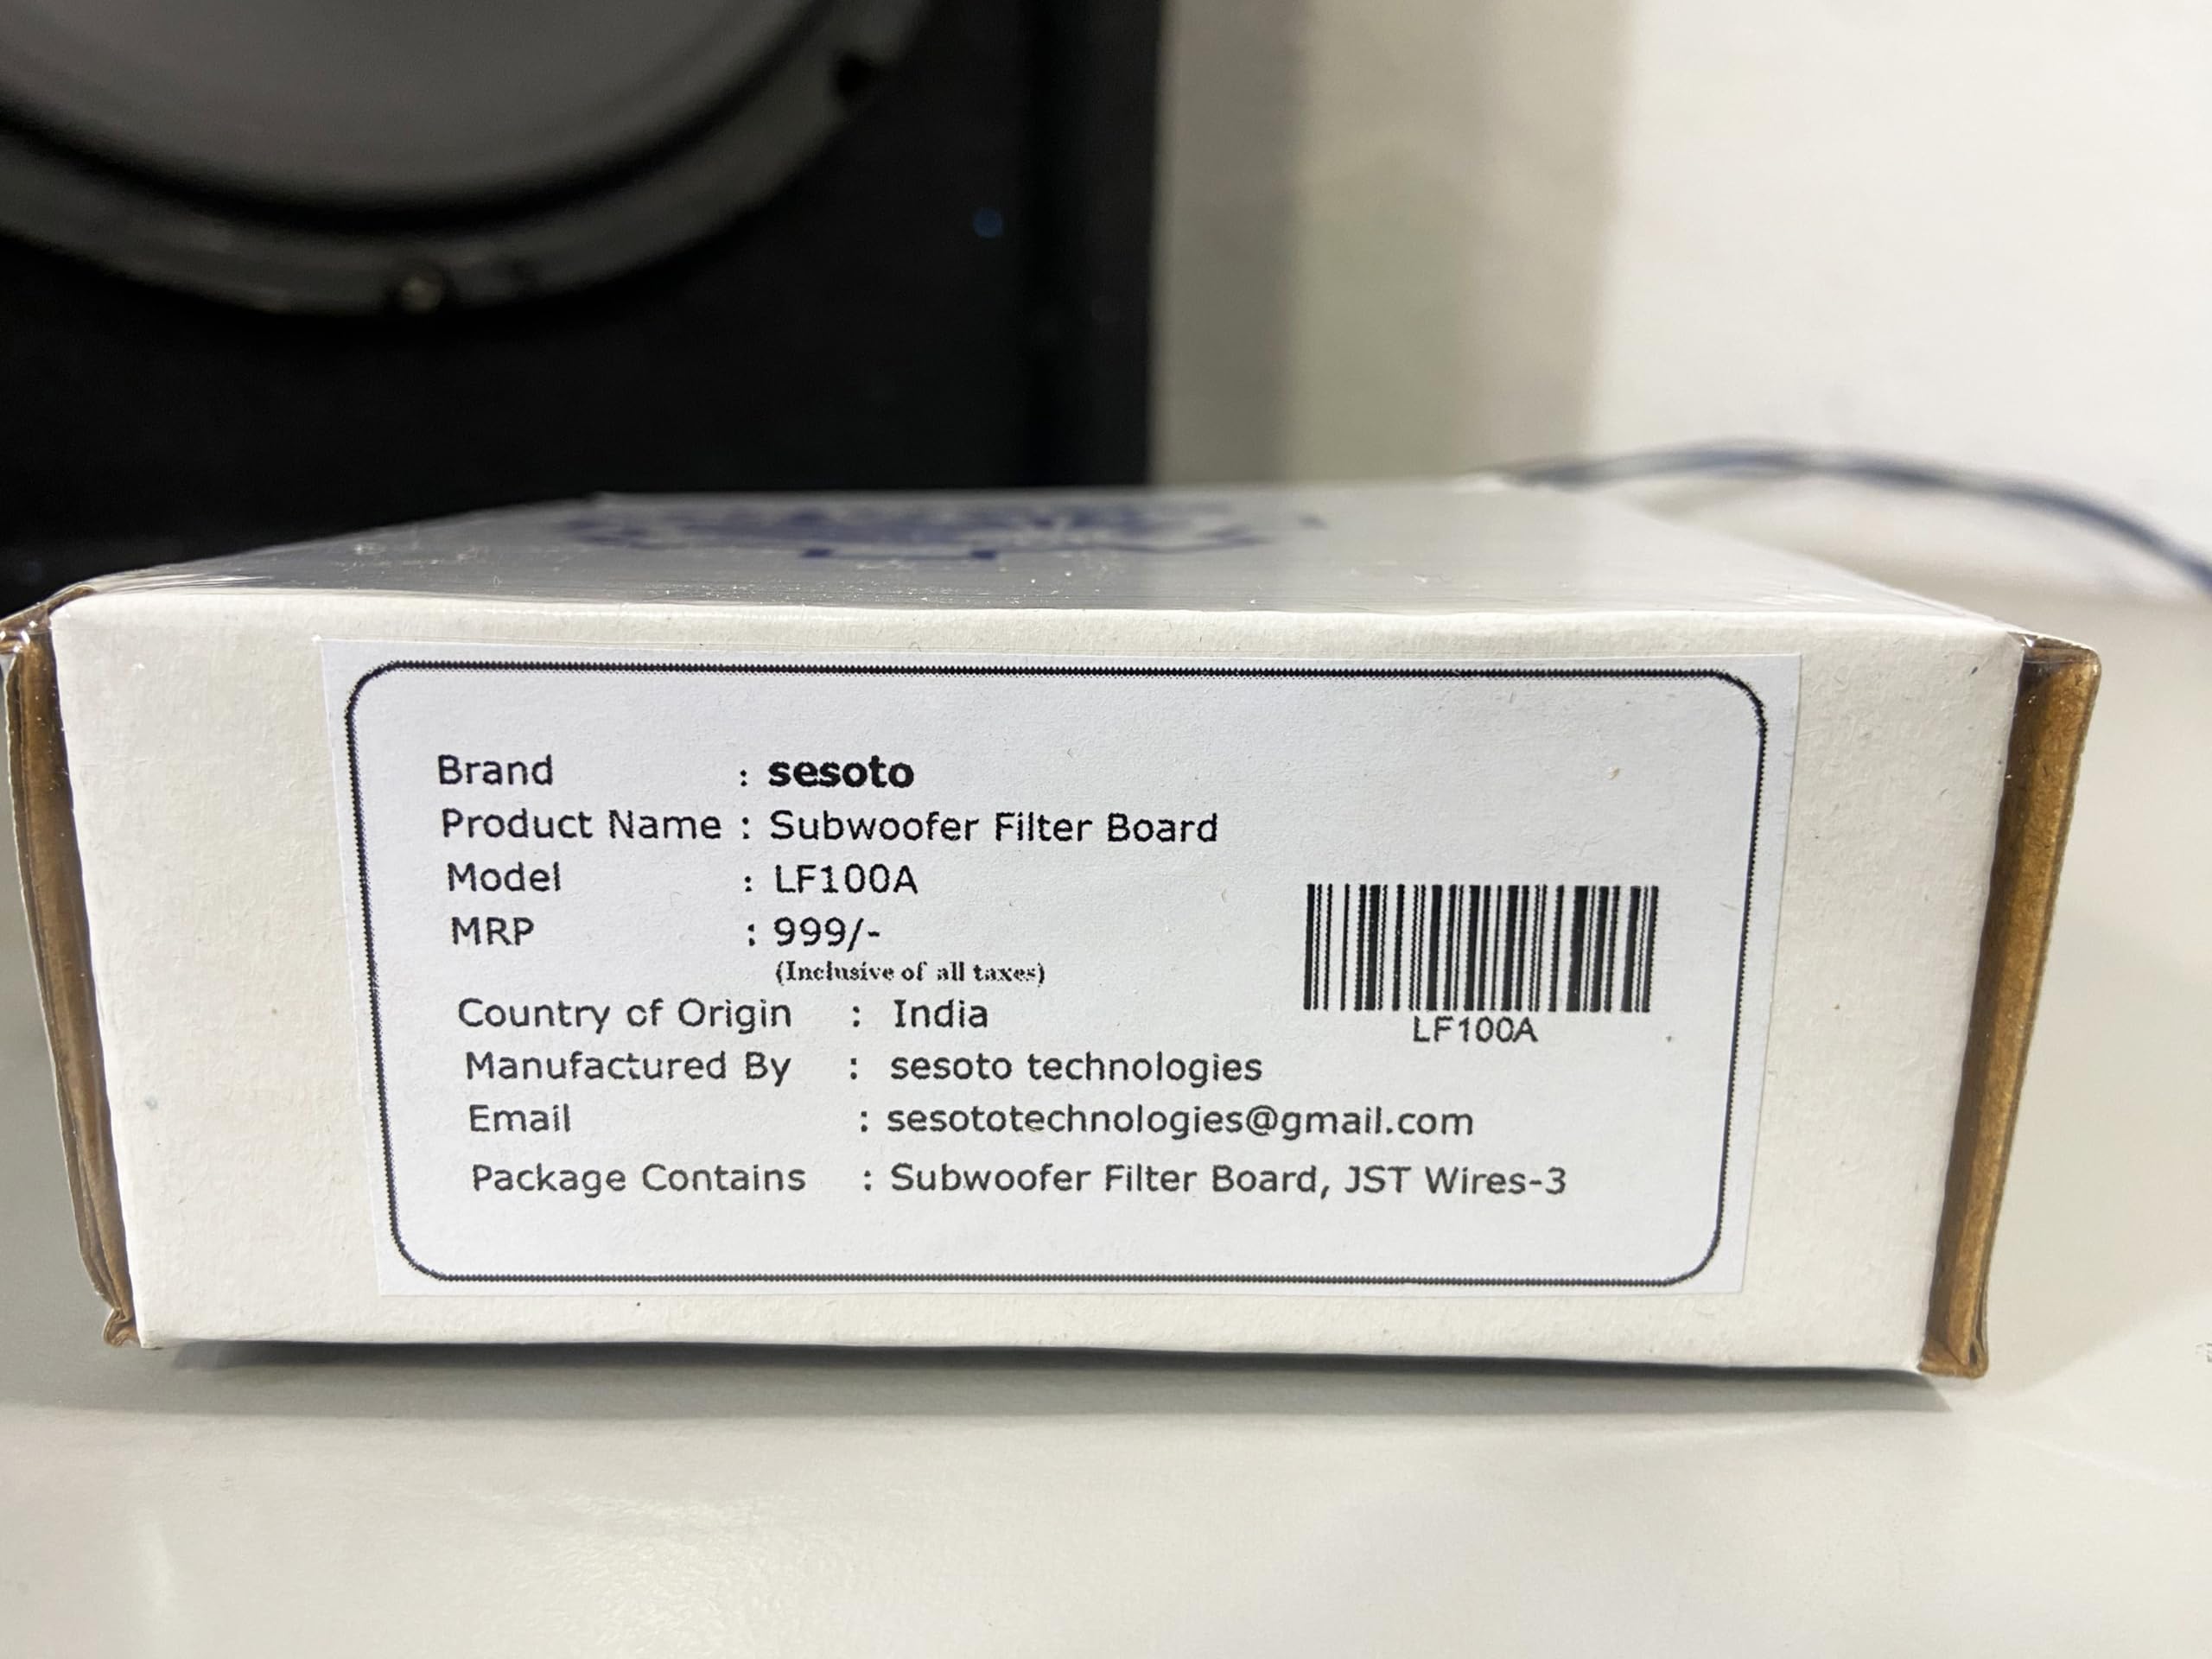 Brand : sesoto
Product Name : Subwoofer Filter Board
Model : LF100A
MRP : 999/-
(Inclusive of all taxes)
Country of Origin : India
Manufactured By : sesoto technologies
Email : sesototechnologies@gmail.com
Package Contains : Subwoofer Filter Board, JST Wires-3
LF100A